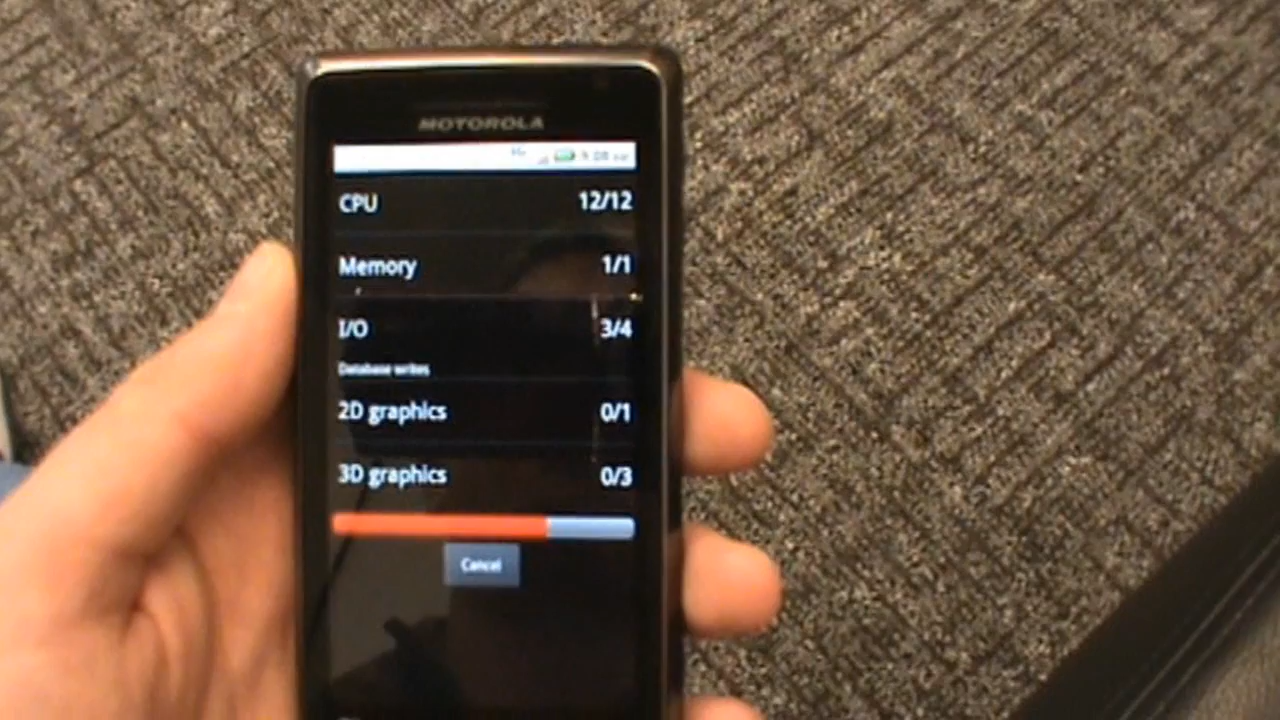 MOTOROLA
CPU 12/12
Memory 1/1
I/O 3/4
Database writes
2D graphics 0/1
3D graphics 0/3
Cancel